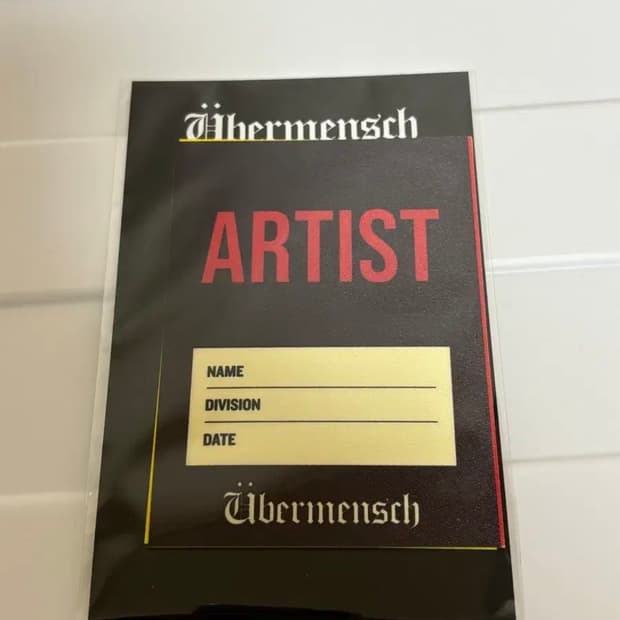 Übermensch
ARTIST
NAME
DIVISION
DATE
Übermensch